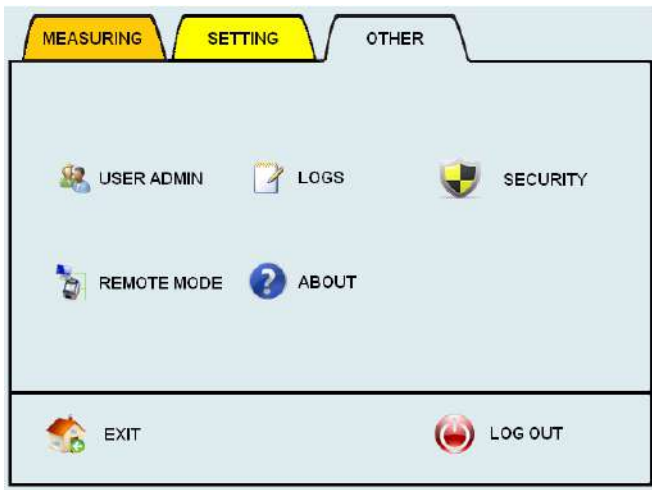 MEASURING SETTING OTHER
USER ADMIN LOGS SECURITY
REMOTE MODE ABOUT
EXIT LOG OUT